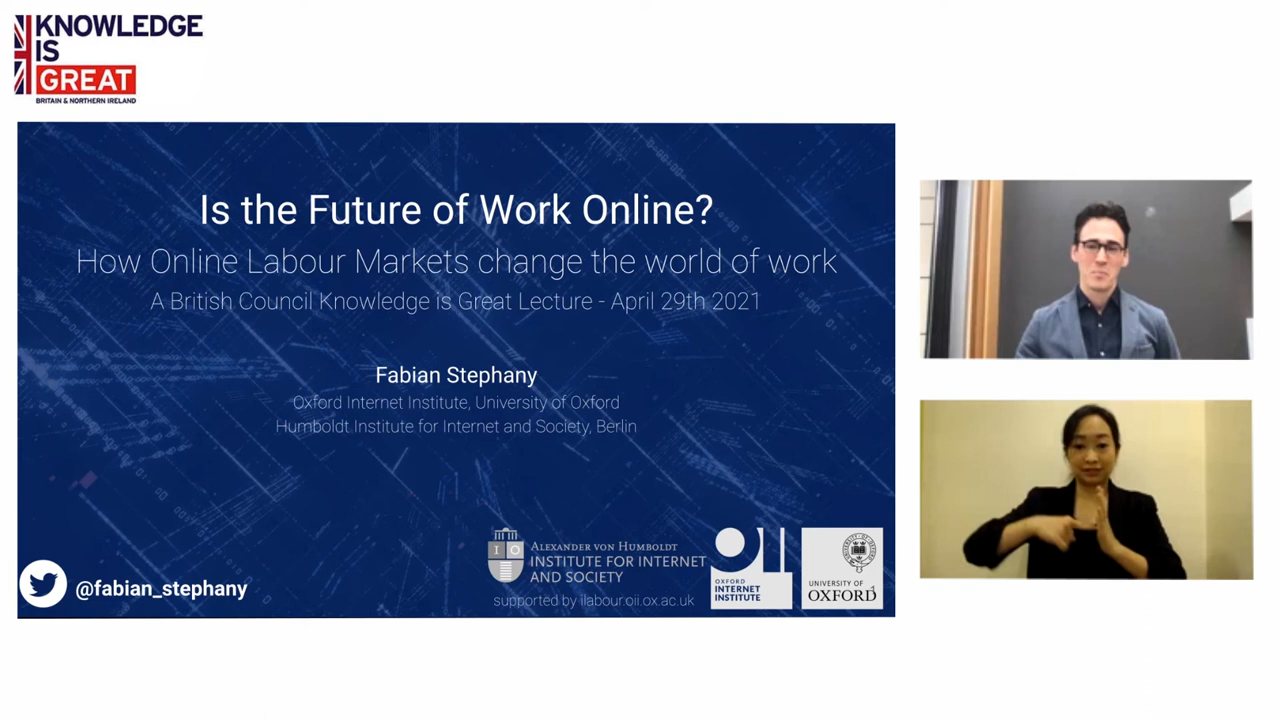 KNOWLEDGE
IS
GREAT
BRITAIN & NORTHERN IRELAND
Is the Future of Work Online?
How Online Labour Markets change the world of work
A British Council Knowledge is Great Lecture - April 29th 2021
Fabian Stephany
Oxford Internet Institute, University of Oxford
Humboldt Institute for Internet and Society, Berlin
@fabian_stephany
I O
ALEXANDER VON HUMBOLDT
INSTITUTE FOR INTERNET
AND SOCIETY
supported by ilabour.oii.ox.ac.uk
OII
OXFORD
INTERNET
INSTITUTE
UNIVERSITY OF
OXFORD
1